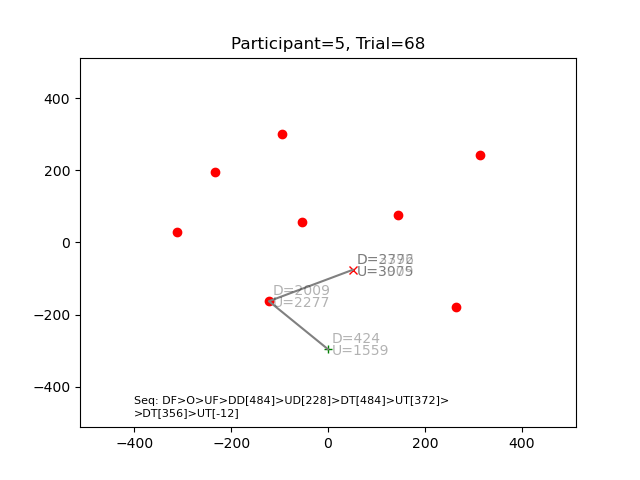 Participant=5, Trial=68
400
200
0
−200
−400
D=2009
U=2277
D=424
U=1559
Seq: DF>O>UF>DD[484]>UD[228]>DT[484]>UT[372]>
>DT[356]>UT[-12]
−400
−200
0
200
400